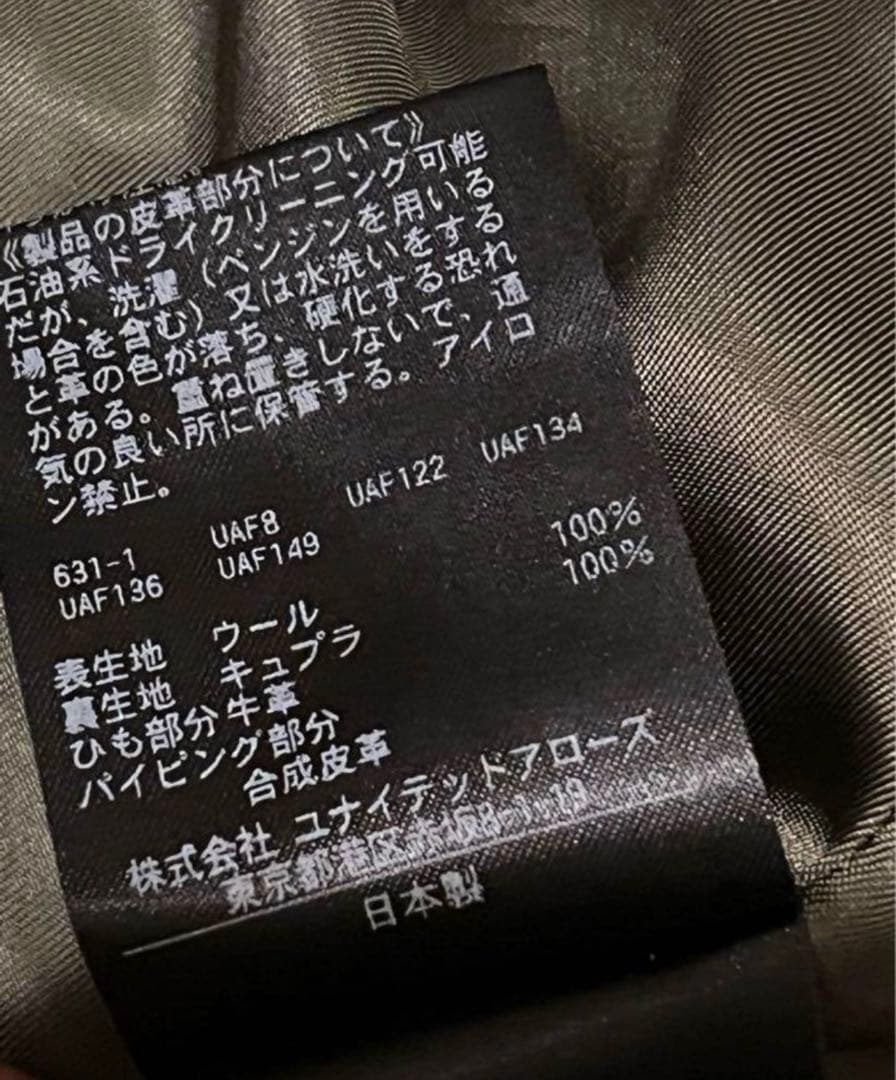 《製品の皮革部分について》
石油系ドライクリーニング可能
だが、洗濯（ベンジンを用いる
場合を含む）又は水洗いをする
と革の色が落ち、硬化する恐れ
がある。重ね置きしないで、通
気の良い所に保管する。アイロ
ン禁止。
631-1 UAF8 UAF122 UAF134
UAF136 UAF149
表生地 ウール 100%
裏生地 キュプラ 100%
ひも部分牛革
パイピング部分
合成皮革
株式会社 ユナイテッドアローズ
東京都港区赤坂
日本製